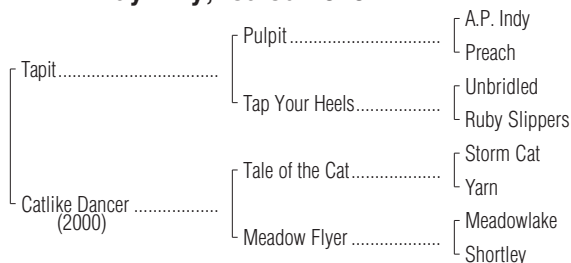 A.P. Indy
Pulpit
Preach
Tapit
Unbridled
Tap Your Heels
Ruby Slippers
Storm Cat
Tale of the Cat
Yarn
Catlike Dancer
(2000)
Meadowlake
Meadow Flyer
Shortley